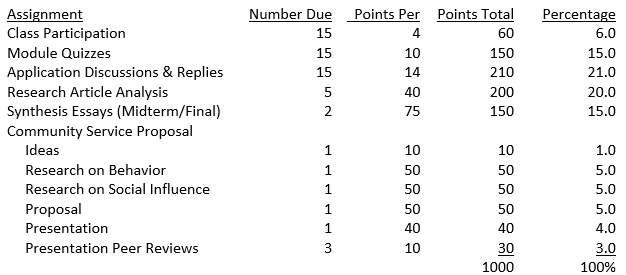 Assignment Number Due Points Per Points Total Percentage
Class Participation 15 4 60 6.0
Module Quizzes 15 10 150 15.0
Application Discussions & Replies 15 14 210 21.0
Research Article Analysis 5 40 200 20.0
Synthesis Essays (Midterm/Final) 2 75 150 15.0
Community Service Proposal
Ideas 1 10 10 1.0
Research on Behavior 1 50 50 5.0
Research on Social Influence 1 50 50 5.0
Proposal 1 50 50 5.0
Presentation 1 40 40 4.0
Presentation Peer Reviews 3 10 30 3.0
1000 100%